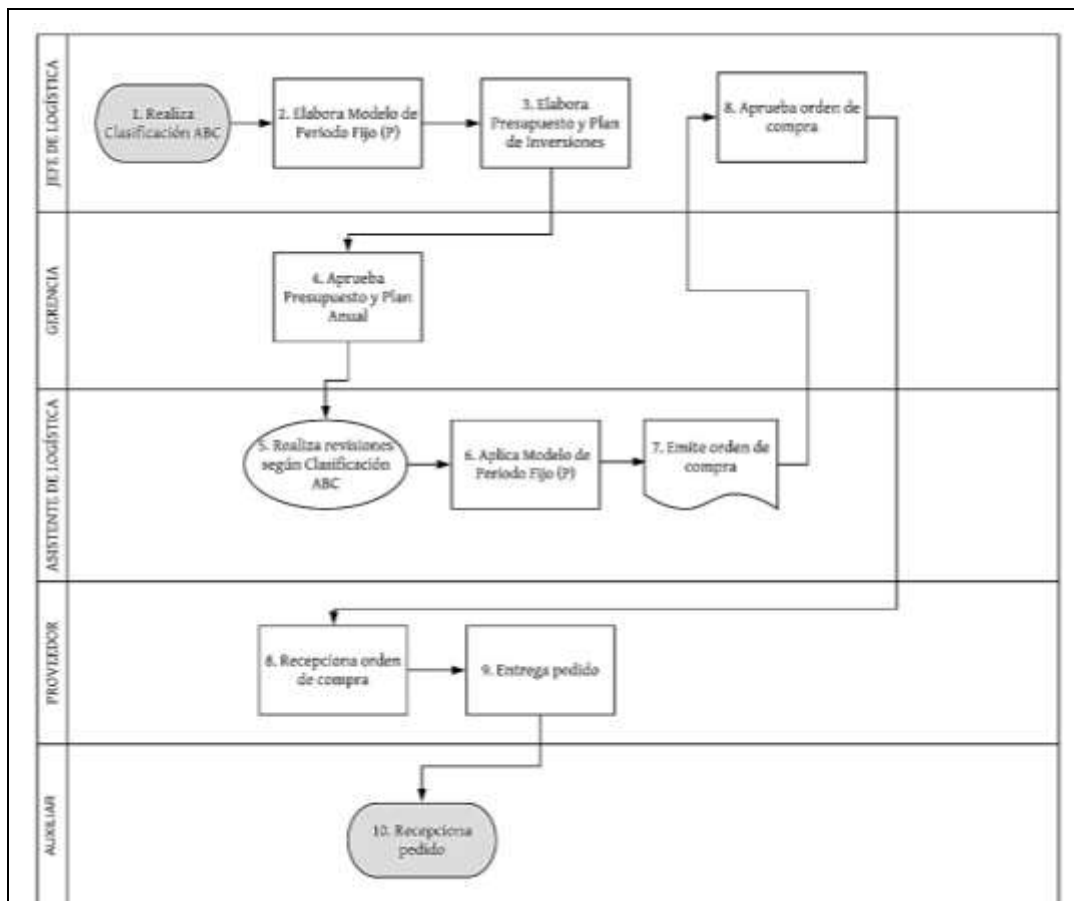 JEFE DE LOGÍSTICA
1. Realiza
Clasificación ABC
2. Elabora Modelo de
Periodo Fijo (P)
3. Elabora
Presupuesto y Plan
de Inversiones
8. Aprueba orden de
compra
GERENCIA
4. Aprueba
Presupuesto y Plan
Anual
ASISTENTE DE LOGÍSTICA
5. Realiza revisiones
según Clasificación
ABC
6. Aplica Modelo de
Periodo Fijo (P)
7. Emite orden de
compra
PROVEEDOR
8. Recepciona orden
de compra
9. Entrega pedido
AUXILIAR
10. Recepciona
pedido